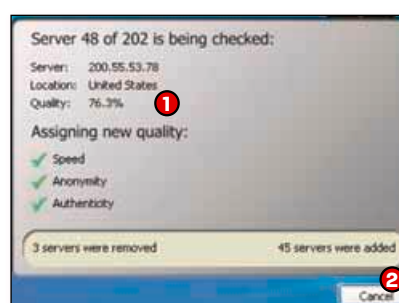 Server 48 of 202 is being checked:
Server: 200.55.53.78
Location: United States
Quality: 76.3% 1
Assigning new quality:
Speed
Anonymity
Authenticity
3 servers were removed 45 servers were added
2
Cancel